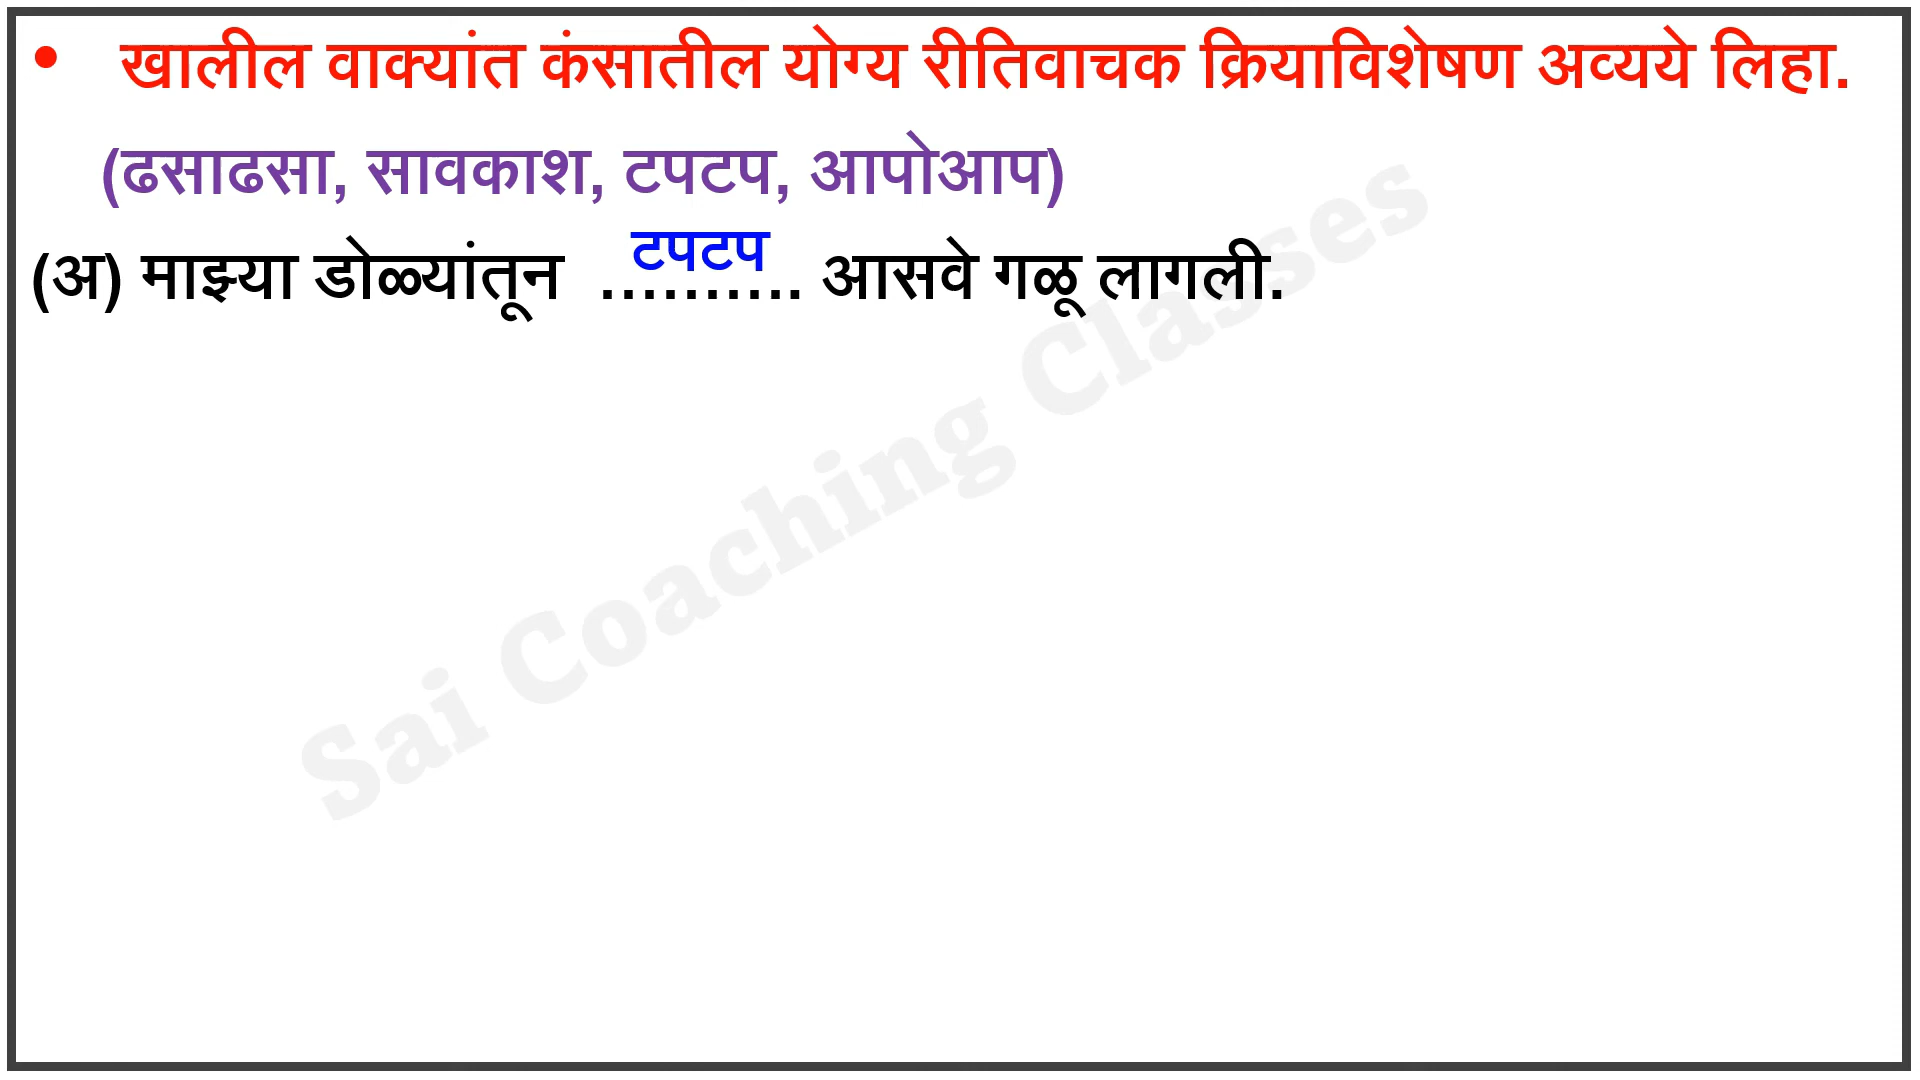 • खालील वाक्यांत कंसातील योग्य रीतिवाचक क्रियाविशेषण अव्यये लिहा.
(ढसाढसा, सावकाश, टपटप, आपोआप)
(अ) माझ्या डोळ्यांतून टपटप .......... आसवे गळू लागली.
Sai Coaching Classes